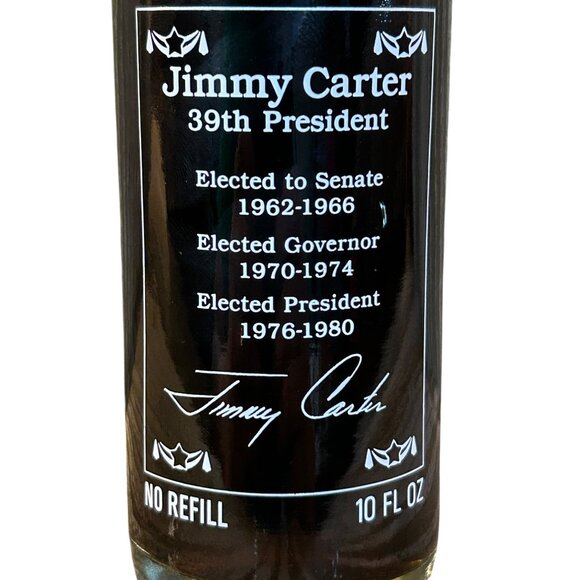 Jimmy Carter
39th President
Elected to Senate
1962-1966
Elected Governor
1970-1974
Elected President
1976-1980
Jimmy Carter
NO REFILL 10 FL OZ